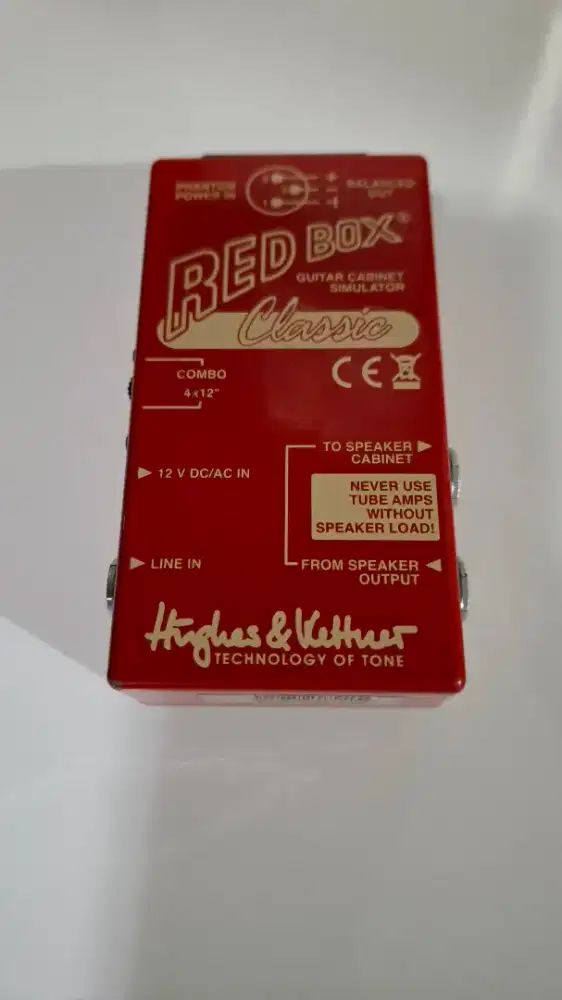 PHANTOM
POWER IN
BALANCED
OUT
RED BOX®
GUITAR CABINET
SIMULATOR
Classic
CE
COMBO
4x12"
TO SPEAKER
CABINET
12 V DC/AC IN
NEVER USE
TUBE AMPS
WITHOUT
SPEAKER LOAD!
LINE IN
FROM SPEAKER
OUTPUT
Hughes & Kettner
TECHNOLOGY OF TONE